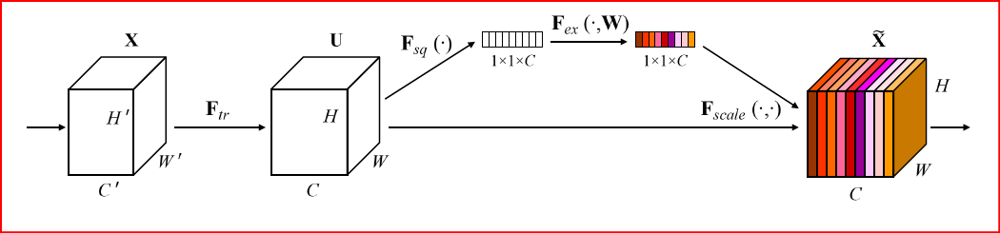 X
H′
W′
C′
F_tr
U
H
W
C
F_sq (·)
1×1×C
F_ex (·,W)
1×1×C
F_scale (·,·)
X̃
H
W
C